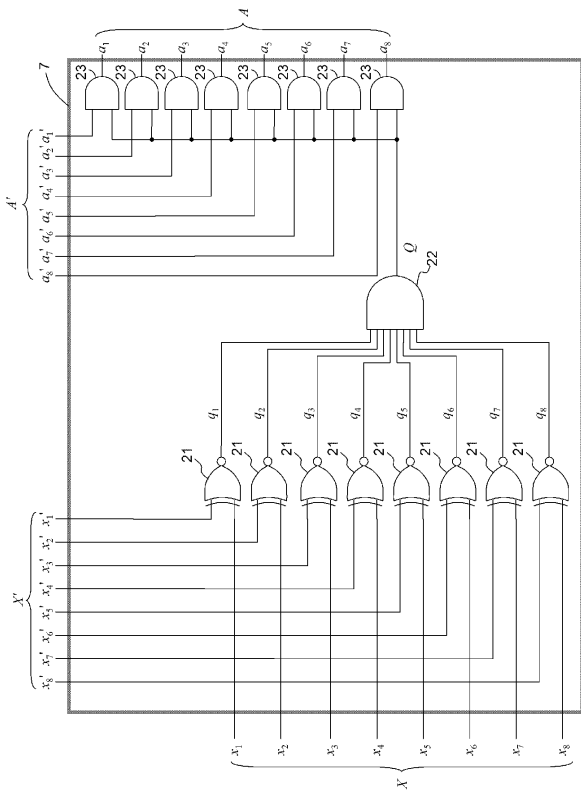 A
a1 a2 a3 a4 a5 a6 a7 a8
23 23 23 23 23 23 23 23
7
A'
a1' a2' a3' a4' a5' a6' a7' a8'
Q
22
q1 q2 q3 q4 q5 q6 q7 q8
21 21 21 21 21 21 21 21
X'
x1' x2' x3' x4' x5' x6' x7' x8'
x1 x2 x3 x4 x5 x6 x7 x8
X